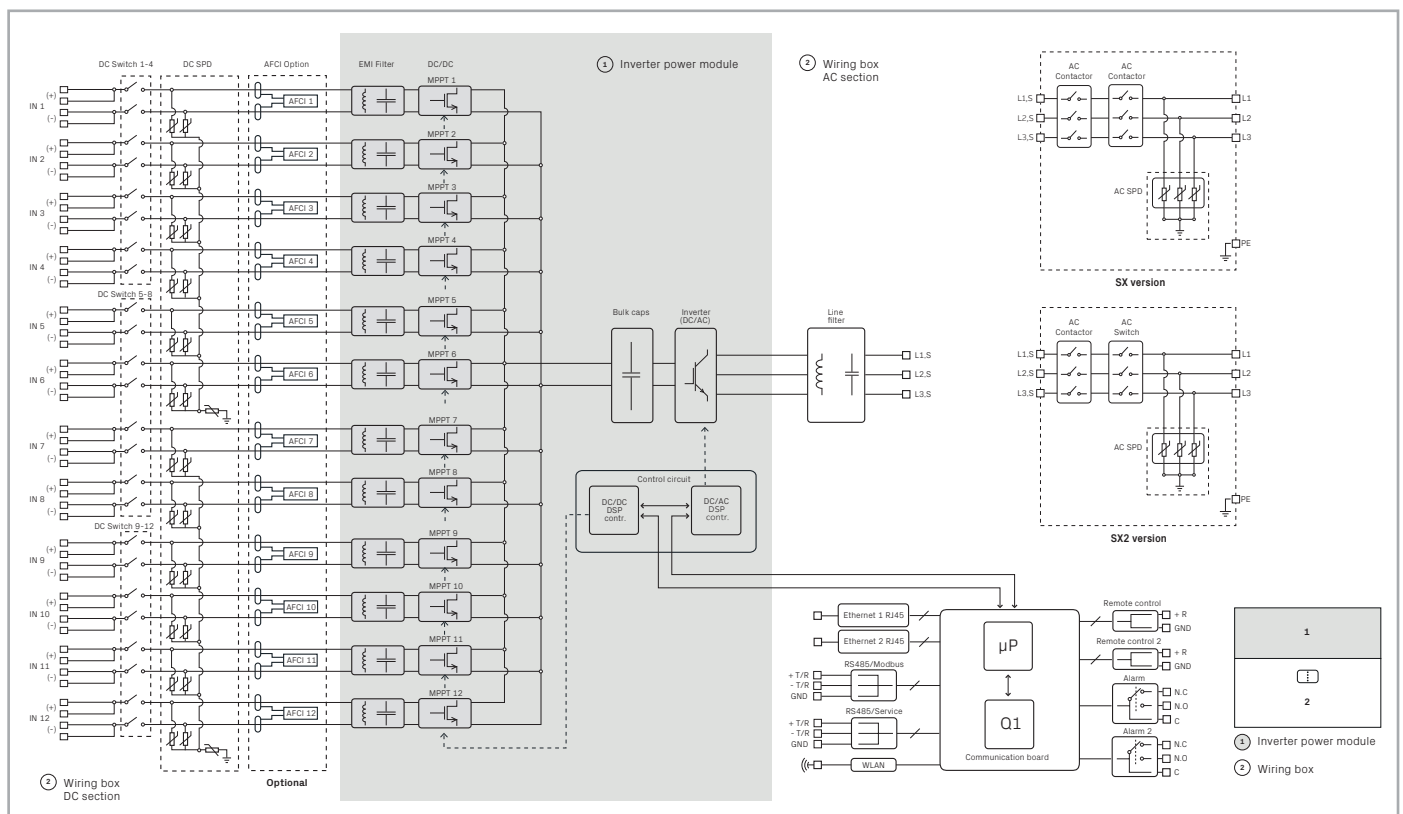 DC Switch 1-4
DC SPD
AFCI Option
EMI Filter
DC/DC
1 Inverter power module
2 Wiring box
AC section
MPPT 1
(+)
IN 1
(-)
AFCI 1
MPPT 2
(+)
IN 2
(-)
AFCI 2
MPPT 3
(+)
IN 3
(-)
AFCI 3
MPPT 4
(+)
IN 4
(-)
AFCI 4
DC Switch 5-8
MPPT 5
(+)
IN 5
(-)
AFCI 5
MPPT 6
(+)
IN 6
(-)
AFCI 6
MPPT 7
(+)
IN 7
(-)
AFCI 7
MPPT 8
(+)
IN 8
(-)
AFCI 8
DC Switch 9-12
MPPT 9
(+)
IN 9
(-)
AFCI 9
MPPT 10
(+)
IN 10
(-)
AFCI 10
MPPT 11
(+)
IN 11
(-)
AFCI 11
MPPT 12
(+)
IN 12
(-)
AFCI 12
2 Wiring box
DC section
Optional
Bulk caps
Inverter
(DC/AC)
Line
filter
L1,S
L2,S
L3,S
Control circuit
DC/DC
DSP
contr.
DC/AC
DSP
contr.
AC
Contactor
AC
Contactor
L1,S
L2,S
L3,S
L1
L2
L3
AC SPD
PE
SX version
AC
Contactor
AC
Switch
L1,S
L2,S
L3,S
L1
L2
L3
AC SPD
PE
SX2 version
Ethernet 1 RJ45
Ethernet 2 RJ45
RS485/Modbus
+ T/R
- T/R
GND
RS485/Service
+ T/R
- T/R
GND
WLAN
µP
Q1
Communication board
Remote control
+ R
GND
Remote control 2
+ R
GND
Alarm
N.C
N.O
C
Alarm 2
N.C
N.O
C
1
2
1 Inverter power module
2 Wiring box